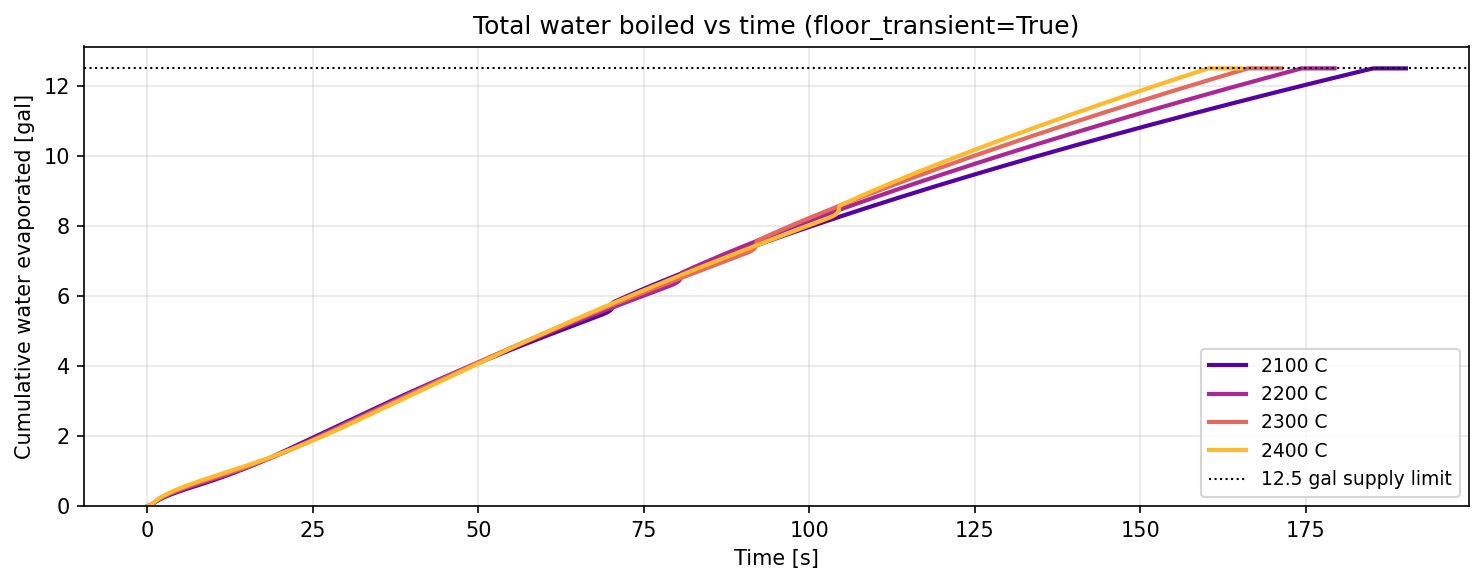 Total water boiled vs time (floor_transient=True)
Cumulative water evaporated [gal]
12
10
8
6
4
2
0
0 25 50 75 100 125 150 175
Time [s]
2100 C
2200 C
2300 C
2400 C
12.5 gal supply limit